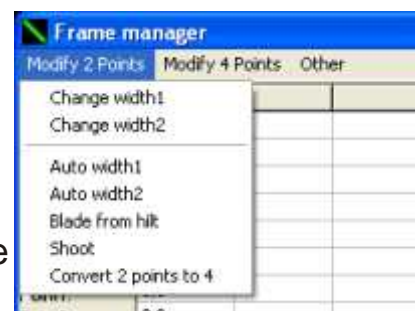 Frame manager
Modify 2 Points Modify 4 Points Other
Change width1
Change width2
Auto width1
Auto width2
Blade from hilt
Shoot
Convert 2 points to 4
e